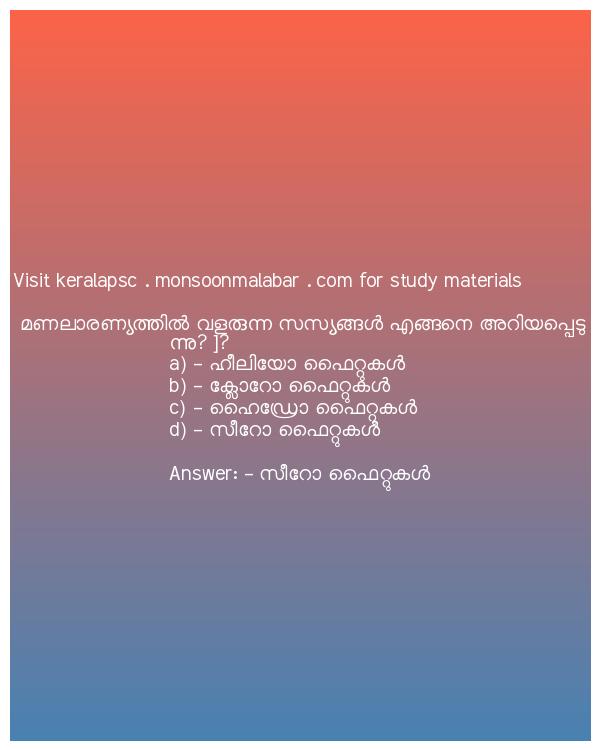 Visit keralapsc . monsoonmalabar . com for study materials
മണലാരണ്യത്തിൽ വളരുന്ന സസ്യങ്ങൾ എങ്ങനെ അറിയപ്പെടു
ന്നു? ]?
a) – ഹീലിയോ ഫൈറ്റുകൾ
b) – ക്ലോറോ ഫൈറ്റുകൾ
c) – ഹൈഡ്രോ ഫൈറ്റുകൾ
d) – സീറോ ഫൈറ്റുകൾ
Answer: – സീറോ ഫൈറ്റുകൾ